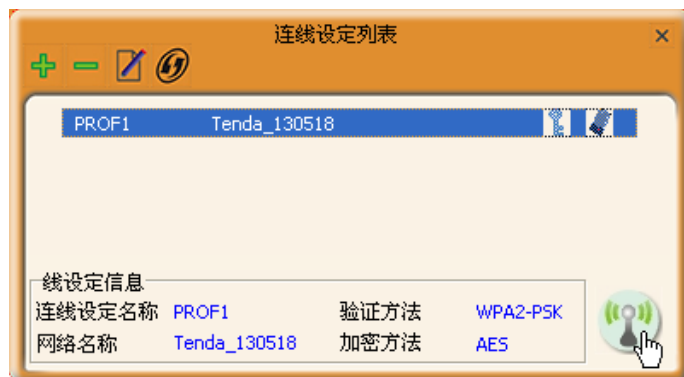 连线设定列表
PROF1 Tenda_130518
线设定信息
连线设定名称 PROF1 验证方法 WPA2-PSK
网络名称 Tenda_130518 加密方法 AES